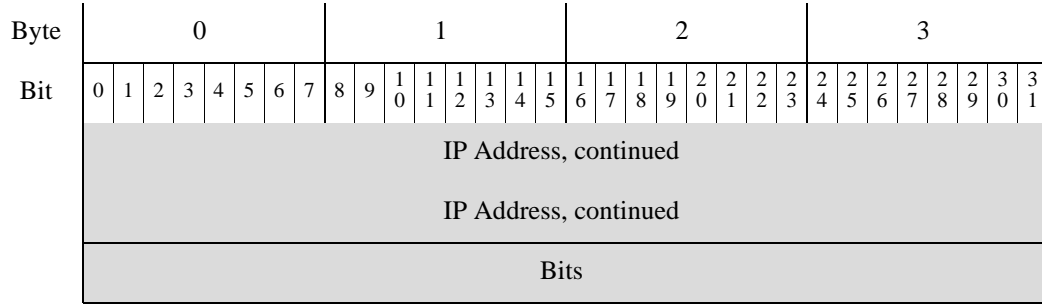 Byte 0 1 2 3
Bit 0 1 2 3 4 5 6 7 8 9 10 11 12 13 14 15 16 17 18 19 20 21 22 23 24 25 26 27 28 29 30 31
IP Address, continued
IP Address, continued
Bits